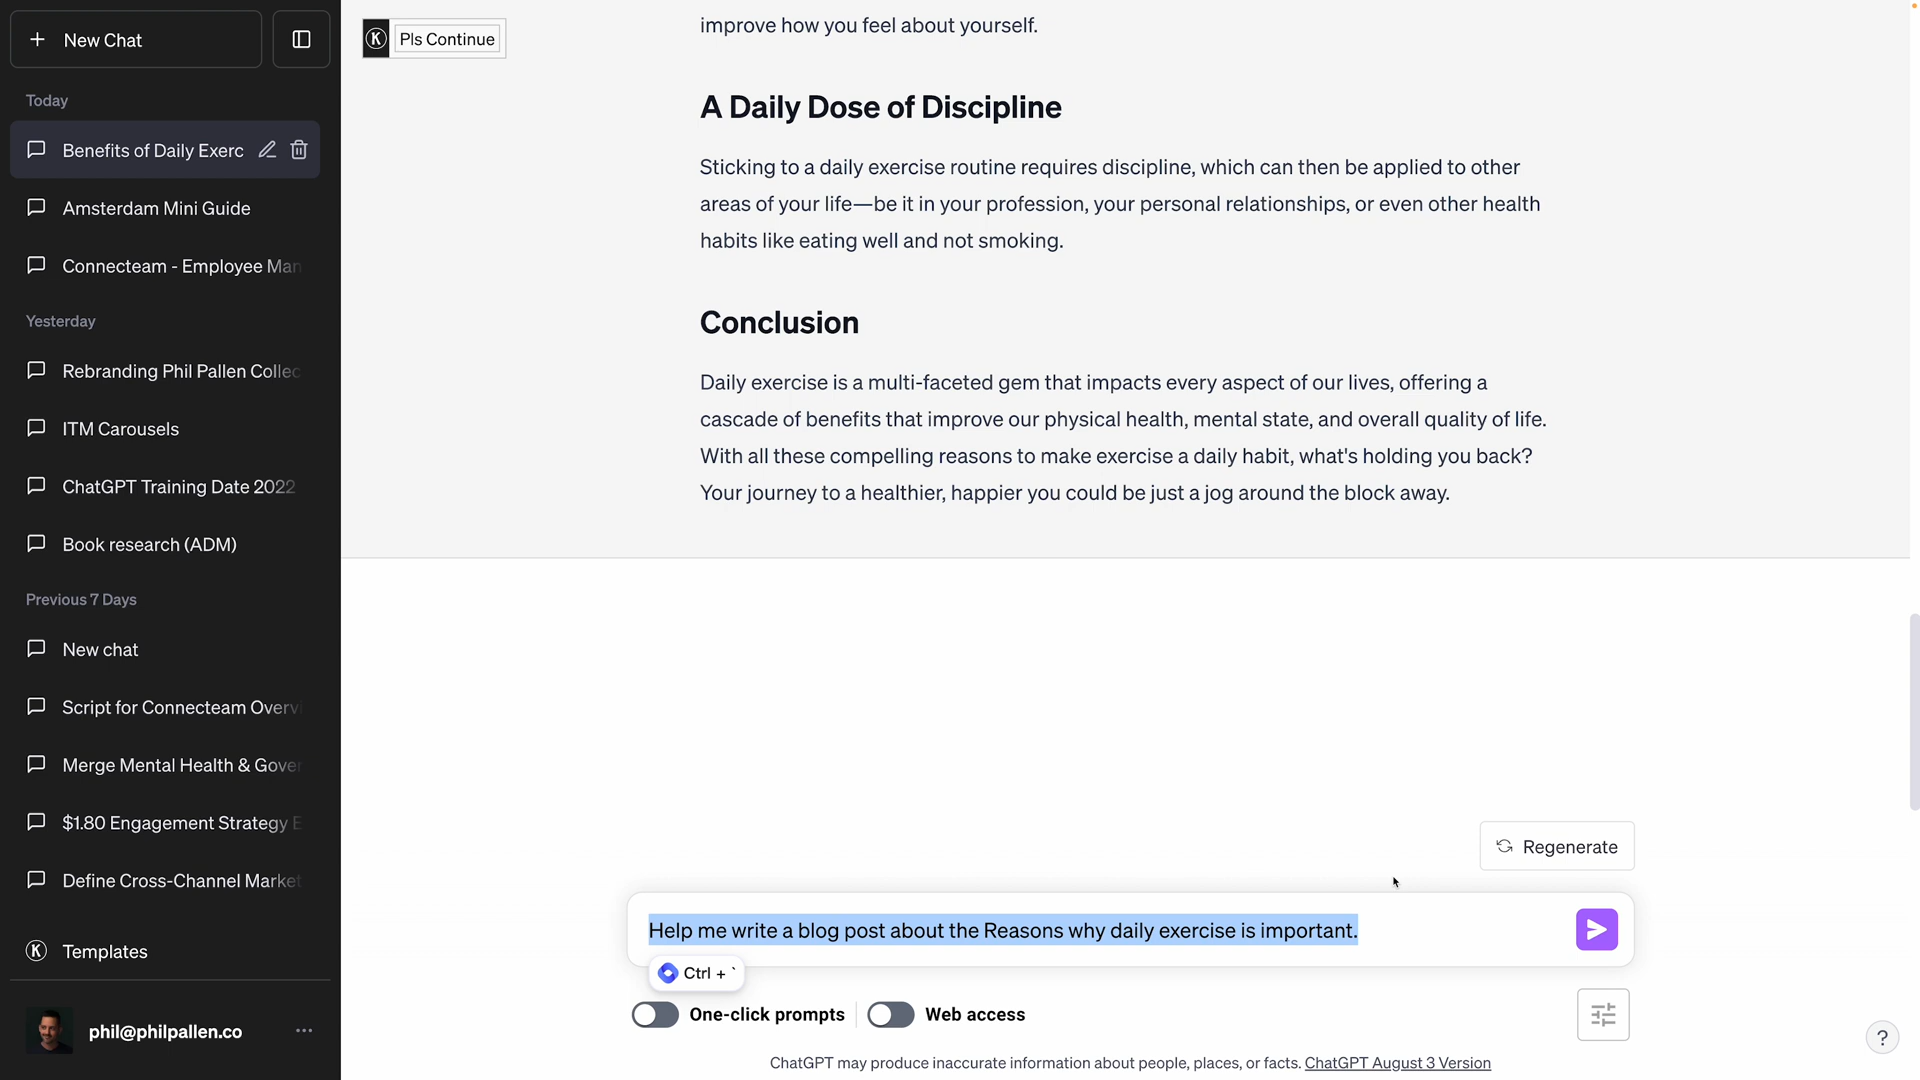 New Chat
Today
Benefits of Daily Exerc
Amsterdam Mini Guide
Connecteam - Employee Man
Yesterday
Rebranding Phil Pallen Collec
ITM Carousels
ChatGPT Training Date 2022
Book research (ADM)
Previous 7 Days
New chat
Script for Connecteam Overvi
Merge Mental Health & Gover
$1.80 Engagement Strategy E
Define Cross-Channel Market
K Templates
phil@philpallen.co
K Pls Continue
improve how you feel about yourself.
A Daily Dose of Discipline
Sticking to a daily exercise routine requires discipline, which can then be applied to other
areas of your life—be it in your profession, your personal relationships, or even other health
habits like eating well and not smoking.
Conclusion
Daily exercise is a multi-faceted gem that impacts every aspect of our lives, offering a
cascade of benefits that improve our physical health, mental state, and overall quality of life.
With all these compelling reasons to make exercise a daily habit, what's holding you back?
Your journey to a healthier, happier you could be just a jog around the block away.
Regenerate
Help me write a blog post about the Reasons why daily exercise is important.
Ctrl + `
One-click prompts
Web access
ChatGPT may produce inaccurate information about people, places, or facts. ChatGPT August 3 Version
?